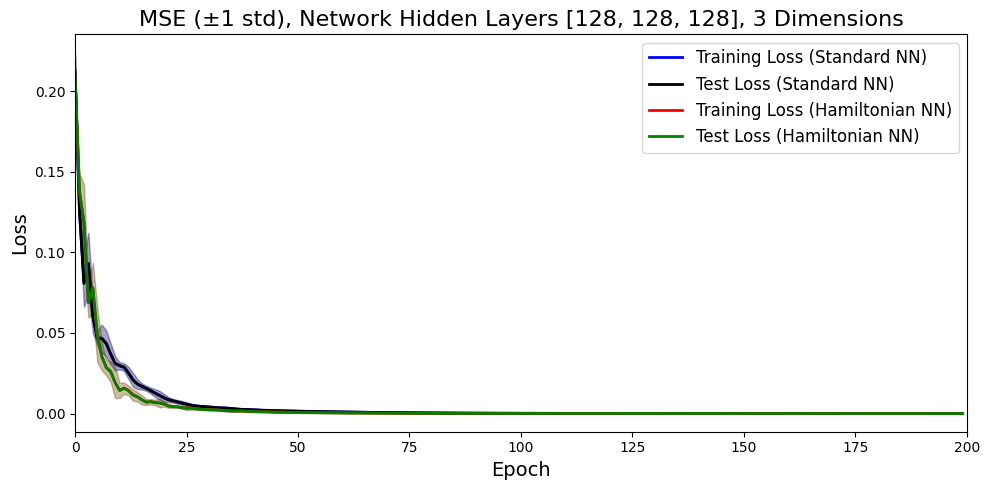 MSE (±1 std), Network Hidden Layers [128, 128, 128], 3 Dimensions
Training Loss (Standard NN)
Test Loss (Standard NN)
Training Loss (Hamiltonian NN)
Test Loss (Hamiltonian NN)
Loss
0.20
0.15
0.10
0.05
0.00
0 25 50 75 100 125 150 175 200
Epoch